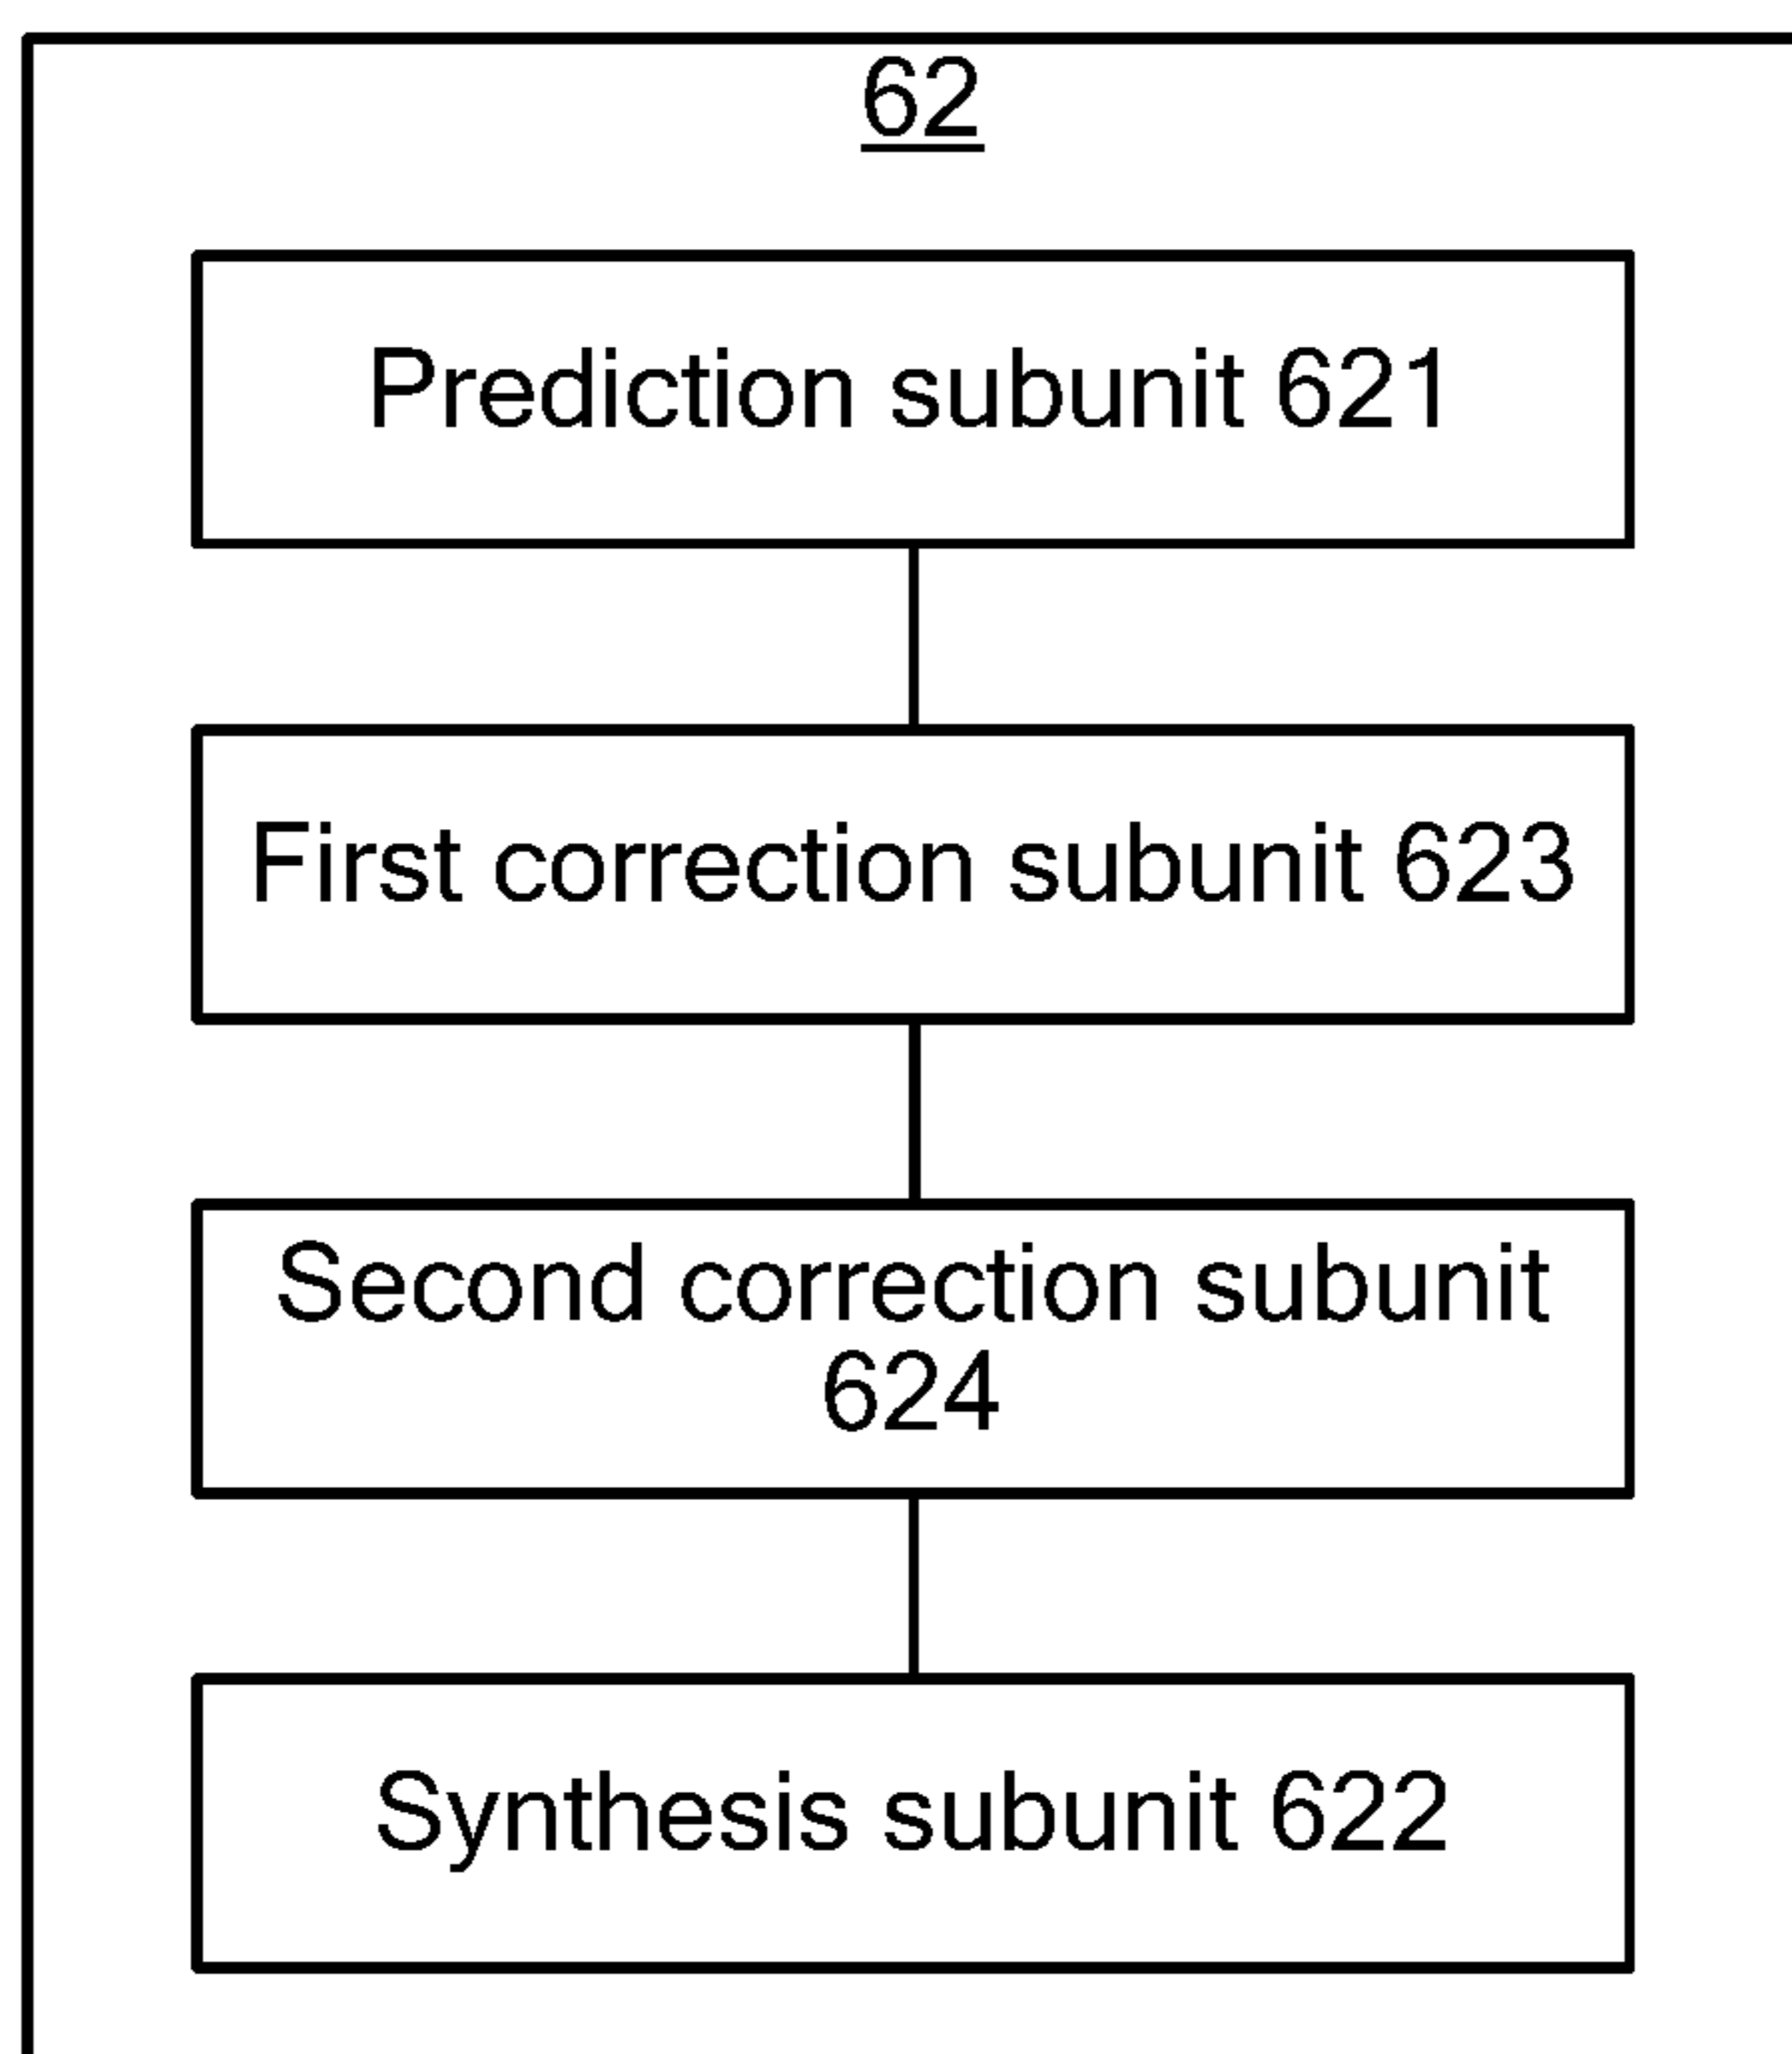 62
Prediction subunit 621
First correction subunit 623
Second correction subunit
624
Synthesis subunit 622